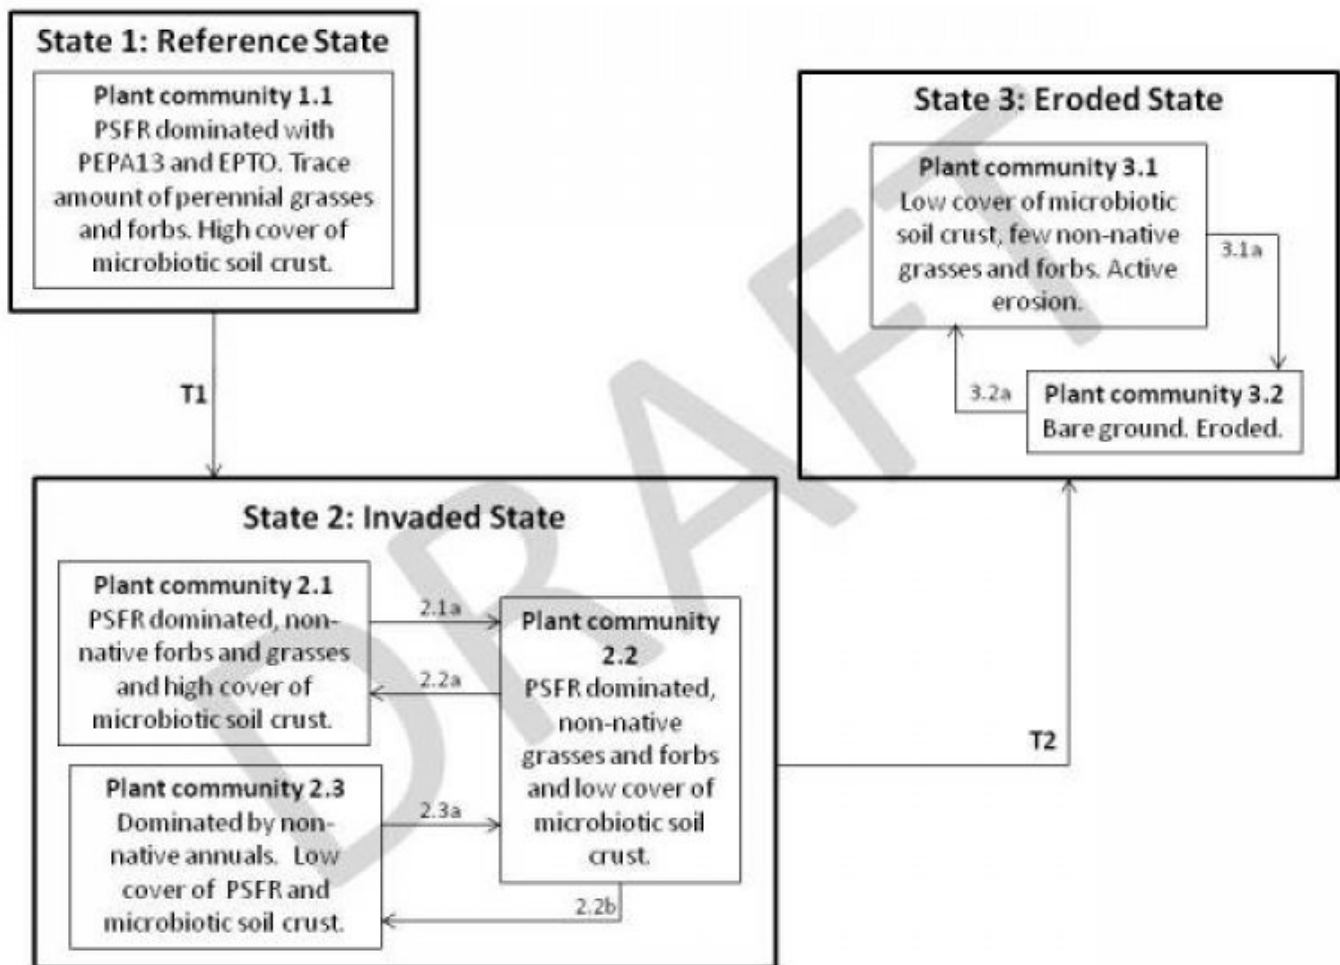 State 1: Reference State
Plant community 1.1
PSFR dominated with
PEPA13 and EPTO. Trace
amount of perennial grasses
and forbs. High cover of
microbiotic soil crust.
T1
State 2: Invaded State
Plant community 2.1
PSFR dominated, non-
native forbs and grasses
and high cover of
microbiotic soil crust.
2.1a
2.2a
Plant community
2.2
PSFR dominated,
non-native
grasses and forbs
and low cover of
microbiotic soil
crust.
Plant community 2.3
Dominated by non-
native annuals. Low
cover of PSFR and
microbiotic soil crust.
2.3a
2.2b
T2
State 3: Eroded State
Plant community 3.1
Low cover of microbiotic
soil crust, few non-native
grasses and forbs. Active
erosion.
3.1a
3.2a
Plant community 3.2
Bare ground. Eroded.
DRAFT